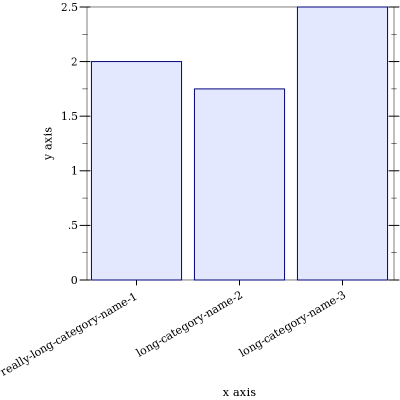 2.5
2
1.5
1
.5
0
y axis
really-long-category-name-1
long-category-name-2
long-category-name-3
x axis